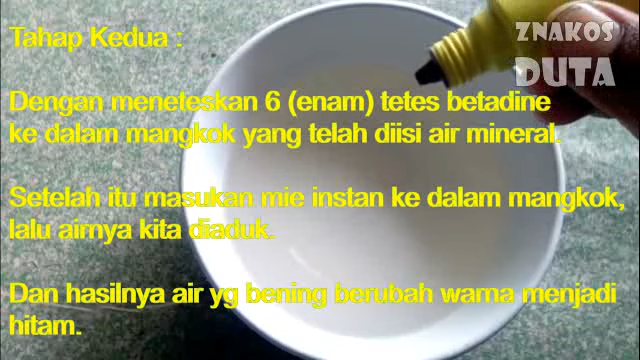 ZNAKOS
DUTA
Tahap Kedua :
Dengan meneteskan 6 (enam) tetes betadine
ke dalam mangkok yang telah diisi air mineral.
Setelah itu masukan mie instan ke dalam mangkok,
lalu airnya kita diaduk.
Dan hasilnya air yg bening berubah warna menjadi
hitam.